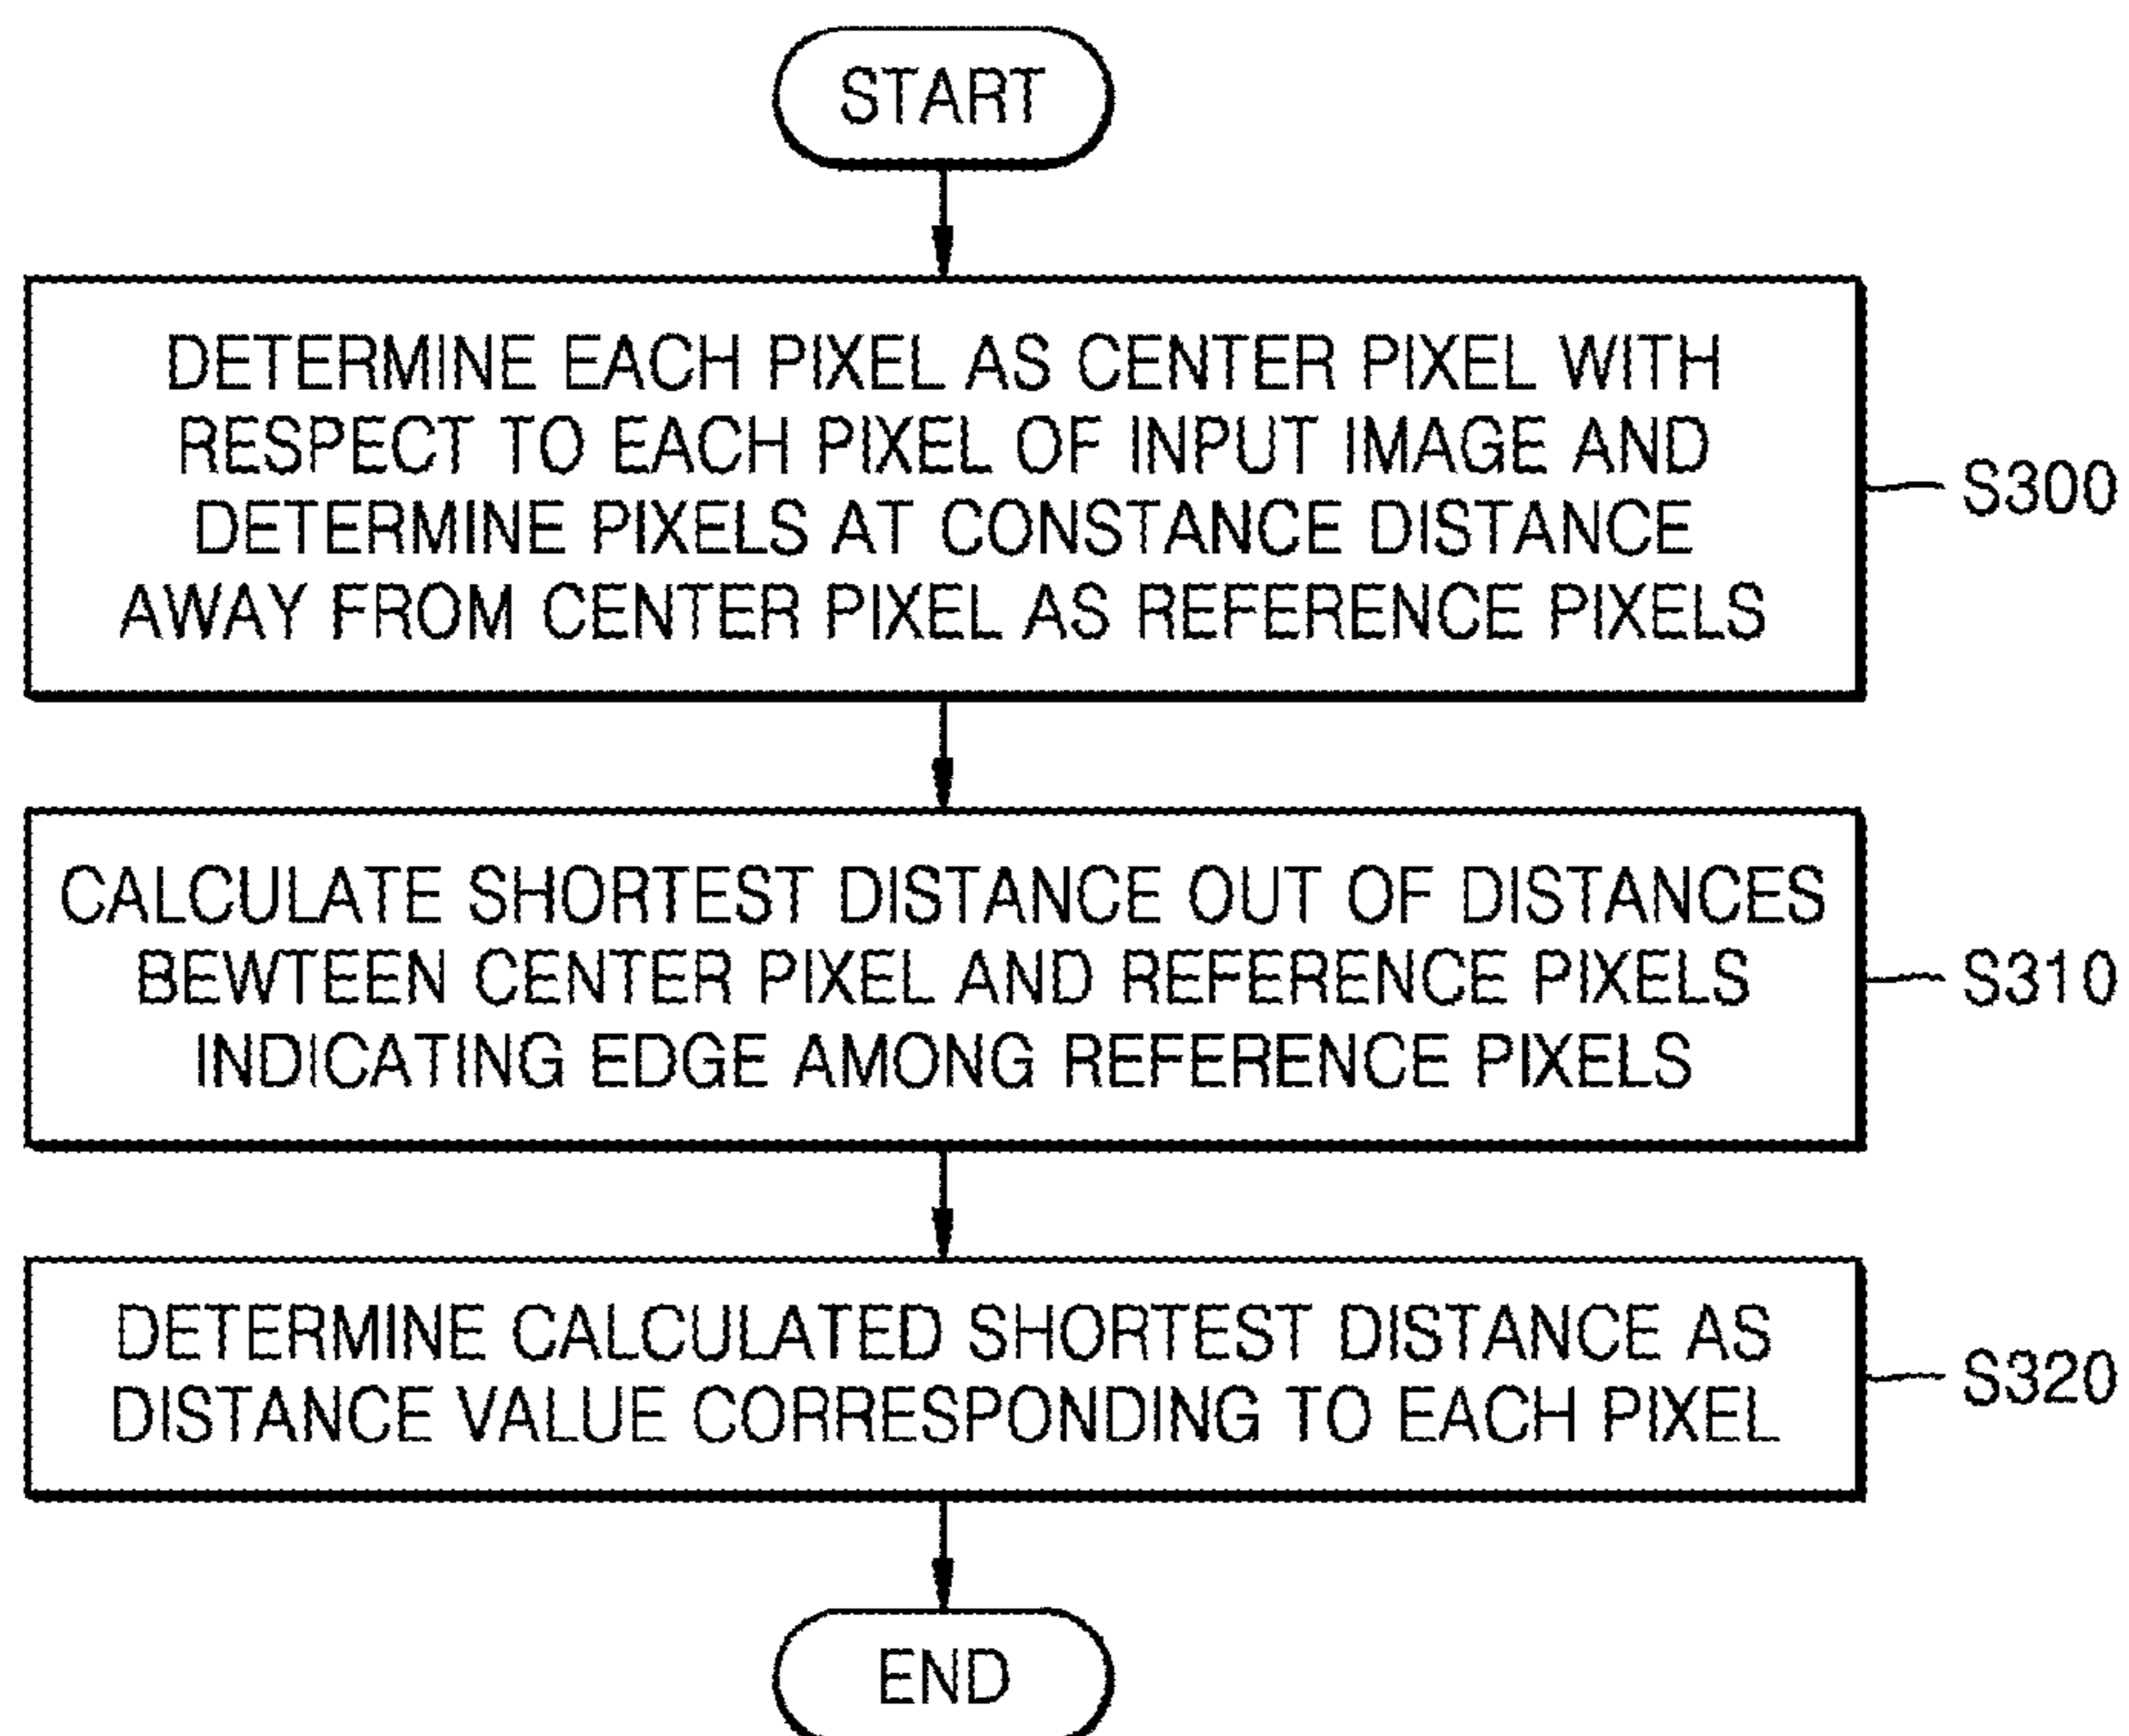 START
DETERMINE EACH PIXEL AS CENTER PIXEL WITH
RESPECT TO EACH PIXEL OF INPUT IMAGE AND
DETERMINE PIXELS AT CONSTANCE DISTANCE
AWAY FROM CENTER PIXEL AS REFERENCE PIXELS
S300
CALCULATE SHORTEST DISTANCE OUT OF DISTANCES
BEWTEEN CENTER PIXEL AND REFERENCE PIXELS
INDICATING EDGE AMONG REFERENCE PIXELS
S310
DETERMINE CALCULATED SHORTEST DISTANCE AS
DISTANCE VALUE CORRESPONDING TO EACH PIXEL
S320
END